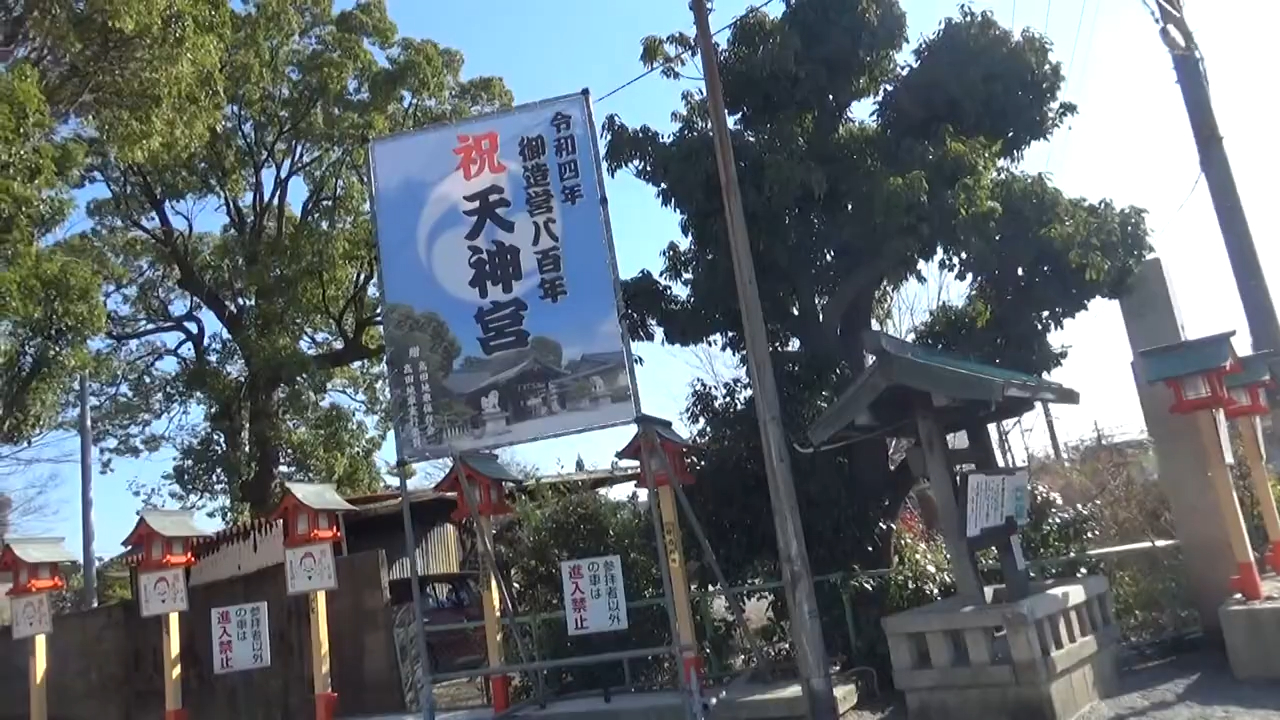 令和四年
御造営八百年
祝 天神宮
贈
参拝者以外
の車は
進入禁止
参拝者以外
の車は
進入禁止